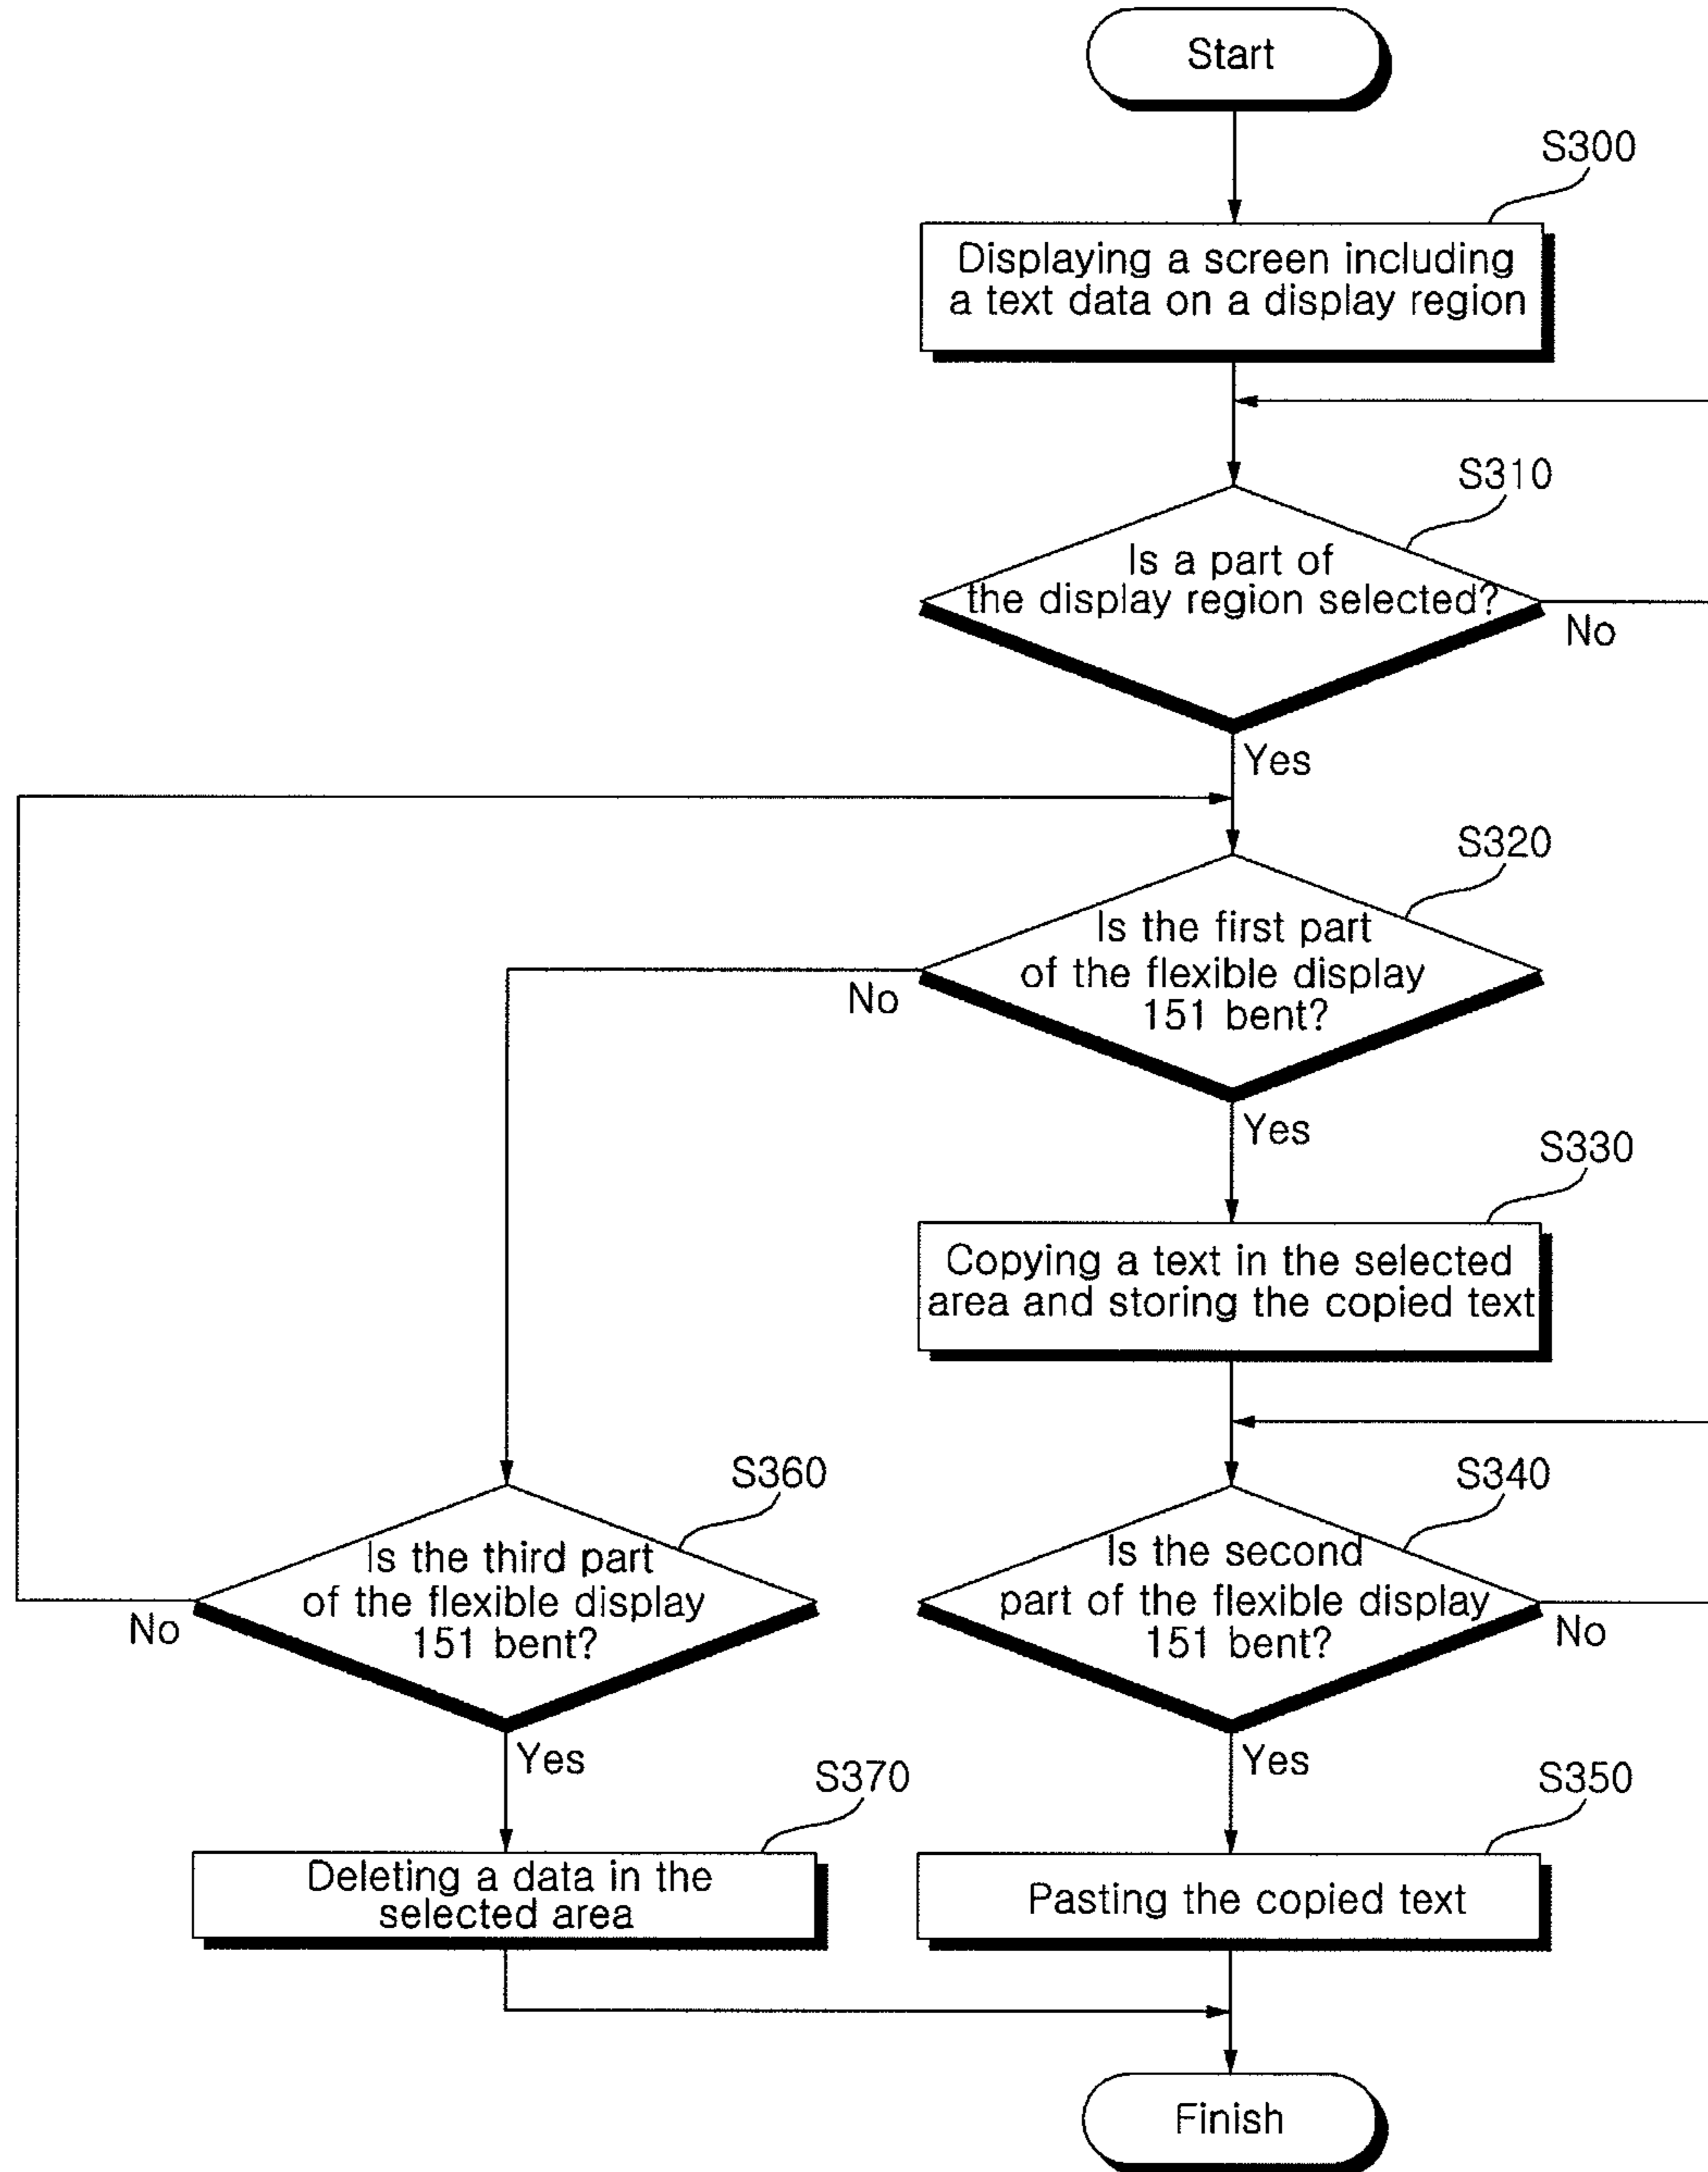 Start
S300
Displaying a screen including
a text data on a display region
S310
Is a part of
the display region selected?
No
Yes
S320
Is the first part
of the flexible display
151 bent?
No
Yes
S330
Copying a text in the selected
area and storing the copied text
S360
Is the third part
of the flexible display
151 bent?
No
Yes
S340
Is the second
part of the flexible display
151 bent?
No
Yes
S370
Deleting a data in the
selected area
S350
Pasting the copied text
Finish